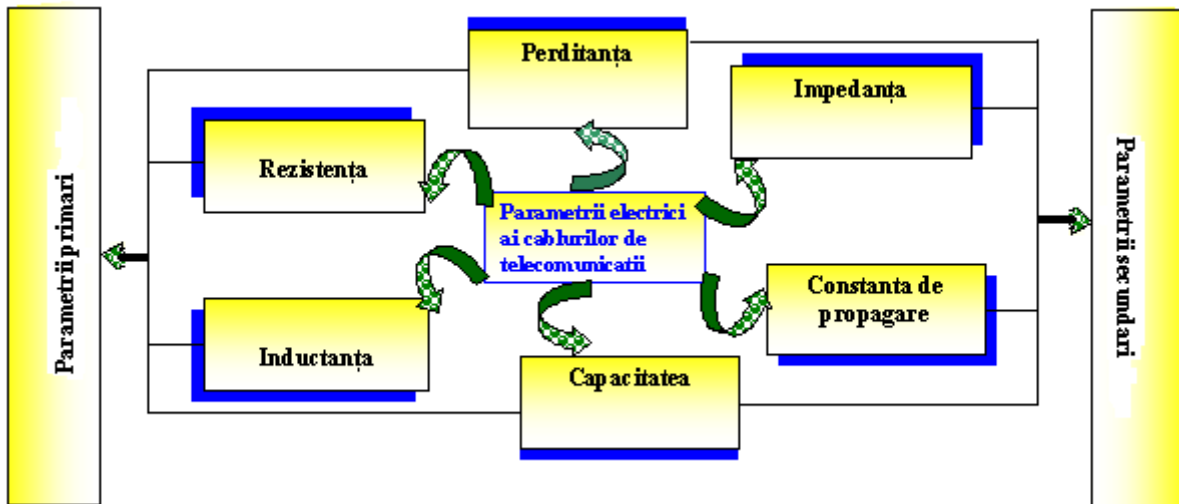 Parametrii primari
Perditanța
Impedanța
Rezistența
Parametrii electrici
ai cablurilor de
telecomunicatii
Constanta de
propagare
Inductanța
Capacitatea
Parametrii secundari